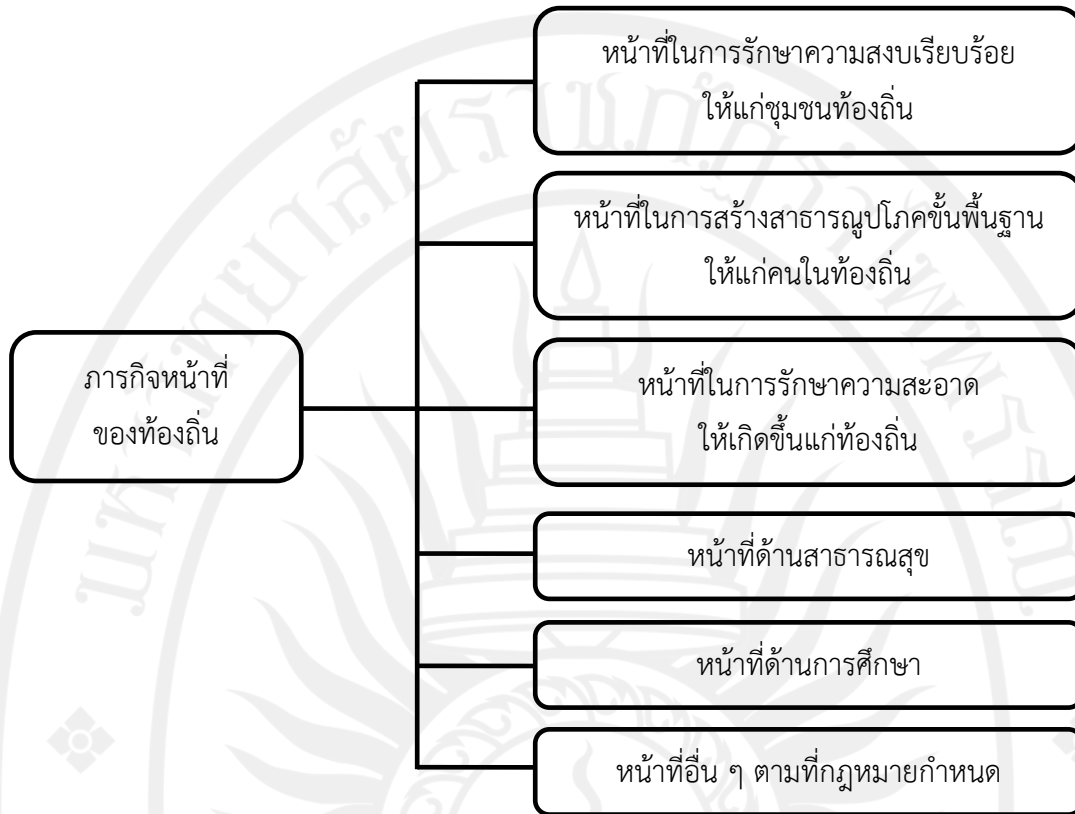 หน้าที่ในการรักษาความสงบเรียบร้อย
ให้แก่ชุมชนท้องถิ่น
หน้าที่ในการสร้างสาธารณูปโภคขั้นพื้นฐาน
ให้แก่คนในท้องถิ่น
ภารกิจหน้าที่
ของท้องถิ่น
หน้าที่ในการรักษาความสะอาด
ให้เกิดขึ้นแก่ท้องถิ่น
หน้าที่ด้านสาธารณสุข
หน้าที่ด้านการศึกษา
หน้าที่อื่น ๆ ตามที่กฎหมายกำหนด